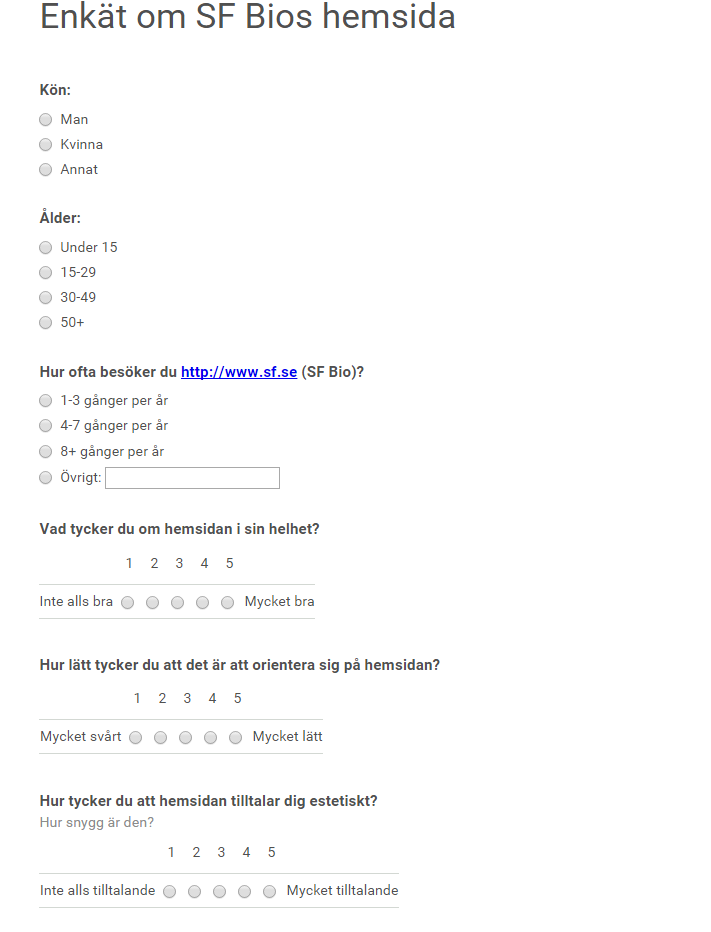 Enkät om SF Bios hemsida
Kön:
Man
Kvinna
Annat
Ålder:
Under 15
15-29
30-49
50+
Hur ofta besöker du http://www.sf.se (SF Bio)?
1-3 gånger per år
4-7 gånger per år
8+ gånger per år
Övrigt:
Vad tycker du om hemsidan i sin helhet?
1 2 3 4 5
Inte alls bra Mycket bra
Hur lätt tycker du att det är att orientera sig på hemsidan?
1 2 3 4 5
Mycket svårt Mycket lätt
Hur tycker du att hemsidan tilltalar dig estetiskt?
Hur snygg är den?
1 2 3 4 5
Inte alls tilltalande Mycket tilltalande